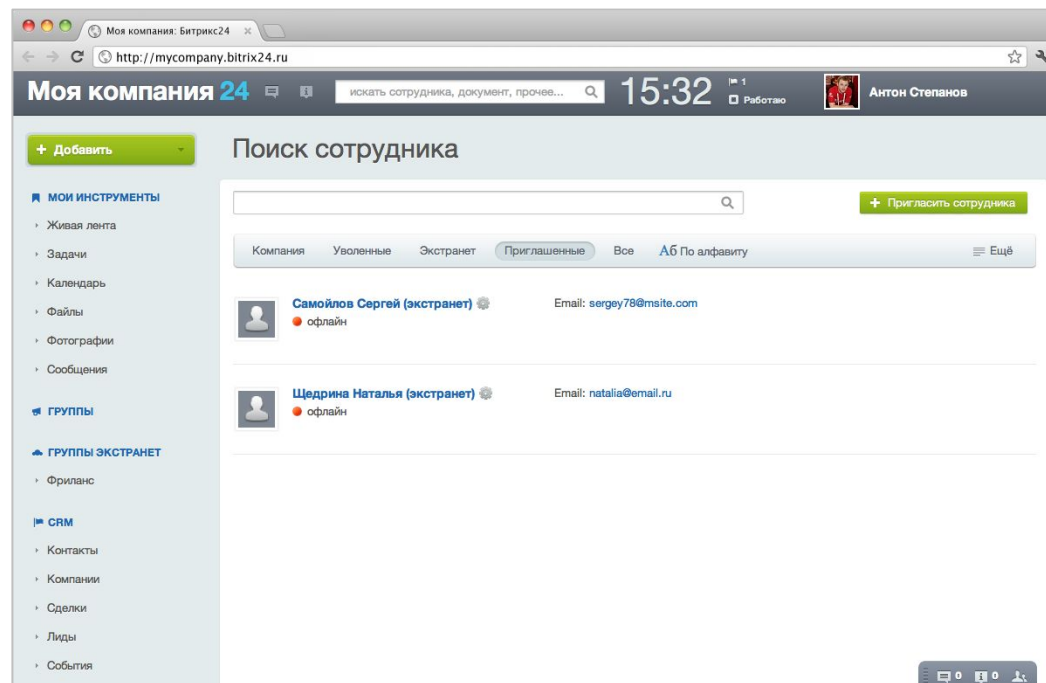 Моя компания: Битрикс24
http://mycompany.bitrix24.ru
Моя компания 24
искать сотрудника, документ, прочее...
15:32
1
Работаю
Антон Степанов
+ Добавить
Поиск сотрудника
МОИ ИНСТРУМЕНТЫ
+ Пригласить сотрудника
Живая лента
Компания Уволенные Экстранет Приглашенные Все Аб По алфавиту Ещё
Задачи
Календарь
Самойлов Сергей (экстранет) Email: sergey78@msite.com
офлайн
Файлы
Фотографии
Сообщения
Щедрина Наталья (экстранет) Email: natalia@email.ru
офлайн
ГРУППЫ
ГРУППЫ ЭКСТРАНЕТ
Фриланс
CRM
Контакты
Компании
Сделки
Лиды
События
0 0